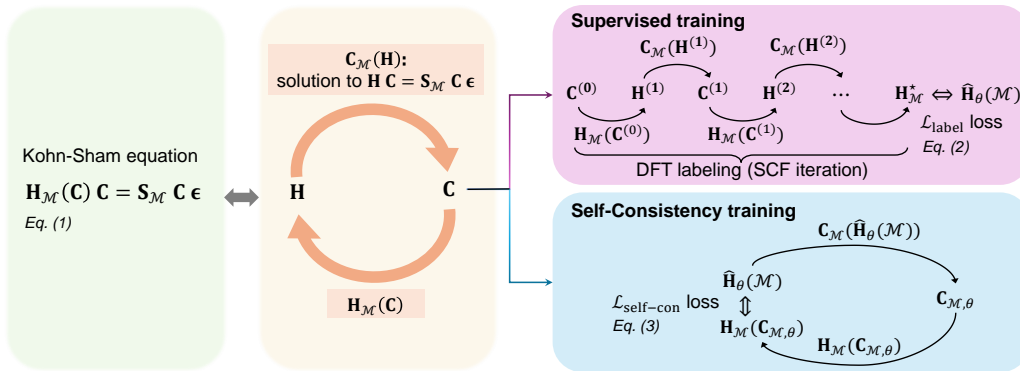 Kohn-Sham equation
𝐇_ℳ(𝐂) 𝐂 = 𝐒_ℳ 𝐂 𝛜
Eq. (1)
𝐂_ℳ(𝐇):
solution to 𝐇 𝐂 = 𝐒_ℳ 𝐂 𝛜
𝐇
𝐂
𝐇_ℳ(𝐂)
Supervised training
𝐂_ℳ(𝐇⁽¹⁾) 𝐂_ℳ(𝐇⁽²⁾)
𝐂⁽⁰⁾ 𝐇⁽¹⁾ 𝐂⁽¹⁾ 𝐇⁽²⁾ ⋯ 𝐇*_ℳ ⇔ 𝐇̂_θ(ℳ)
𝐇_ℳ(𝐂⁽⁰⁾) 𝐇_ℳ(𝐂⁽¹⁾) ℒ_label loss
Eq. (2)
DFT labeling (SCF iteration)
Self-Consistency training
𝐂_ℳ(𝐇̂_θ(ℳ))
𝐇̂_θ(ℳ)
ℒ_self−con loss ⇕ 𝐂_ℳ,θ
Eq. (3) 𝐇_ℳ(𝐂_ℳ,θ)
𝐇_ℳ(𝐂_ℳ,θ)